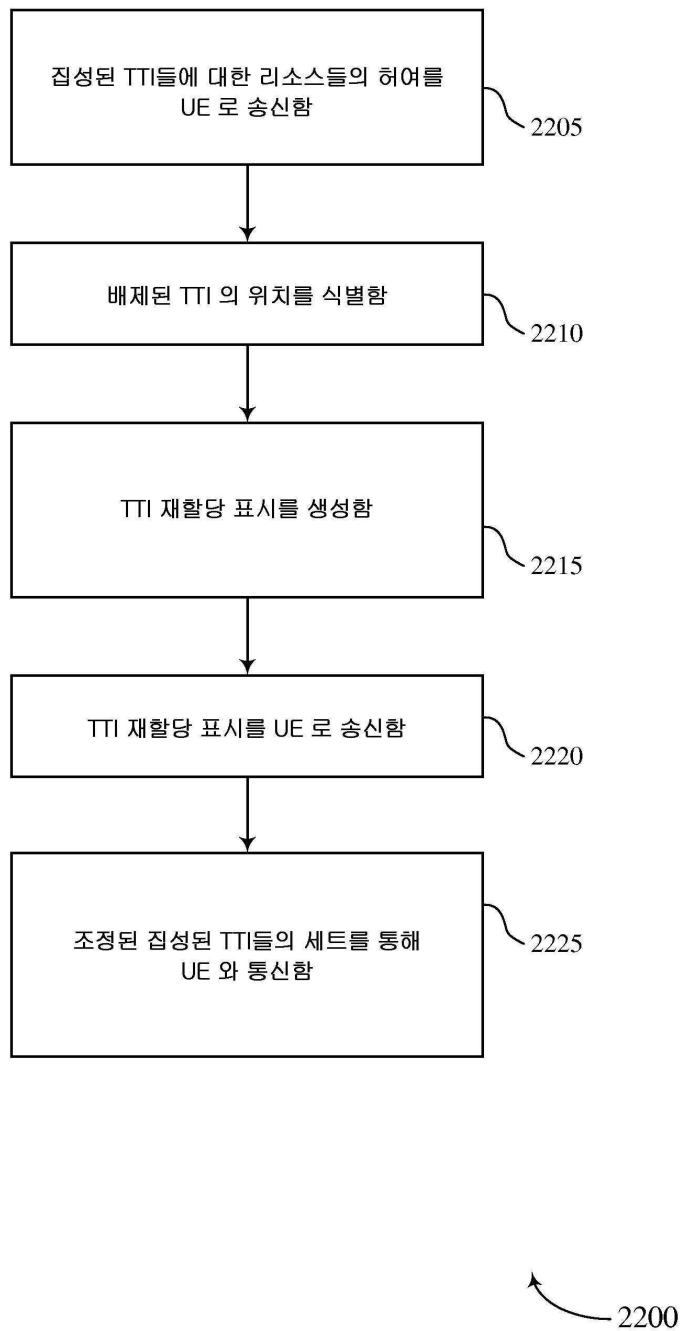 집성된 TTI들에 대한 리소스들의 허여를
UE 로 송신함
2205
배제된 TTI 의 위치를 식별함
2210
TTI 재할당 표시를 생성함
2215
TTI 재할당 표시를 UE 로 송신함
2220
조정된 집성된 TTI들의 세트를 통해
UE 와 통신함
2225
2200